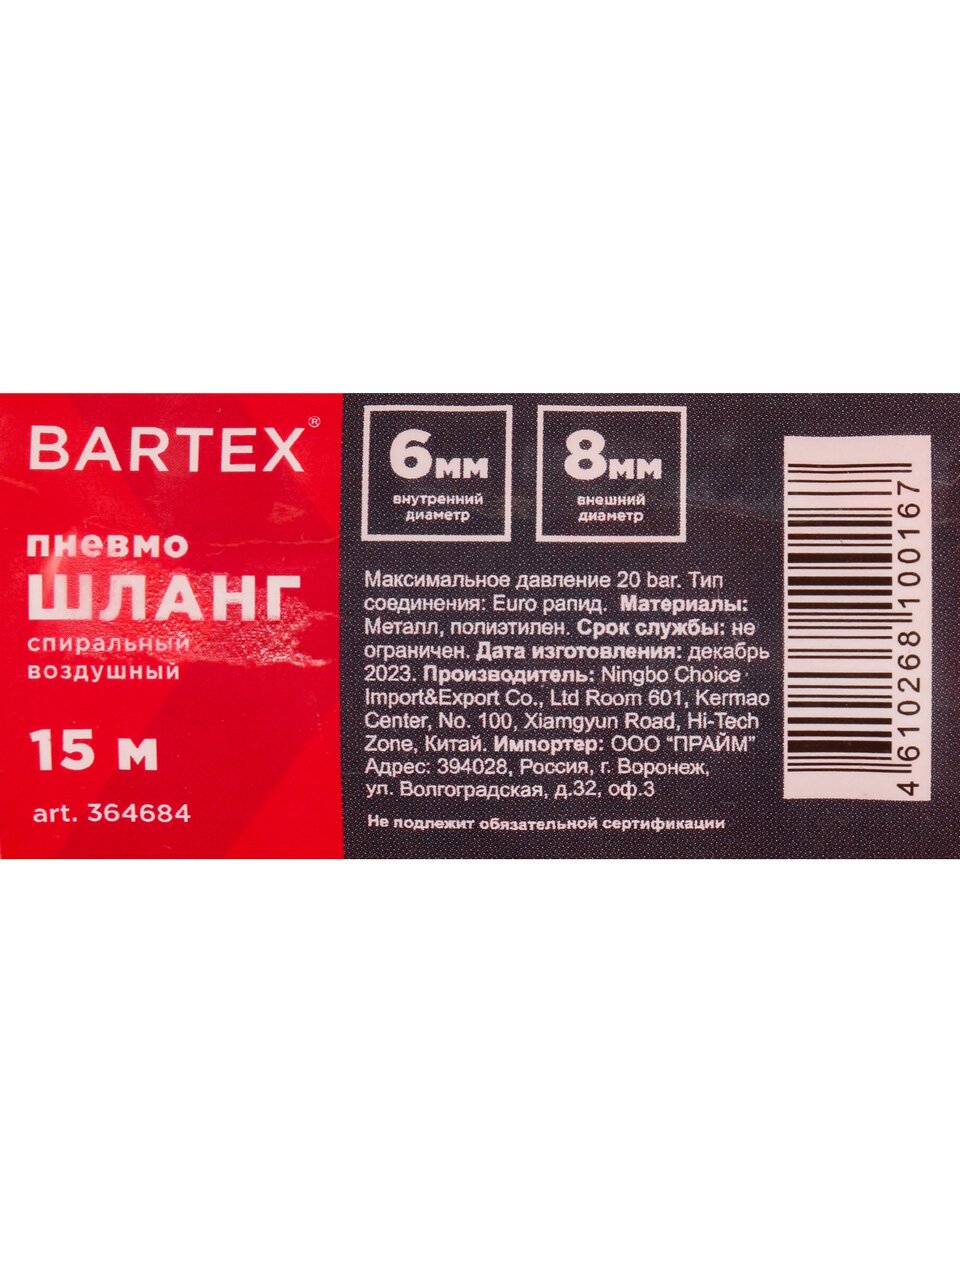 BARTEX®
пневмо
ШЛАНГ
спиральный
воздушный
15 м
art. 364684
6мм
внутренний
диаметр
8мм
внешний
диаметр
Максимальное давление 20 bar. Тип
соединения: Euro рапид. Материалы:
Металл, полиэтилен. Срок службы: не
ограничен. Дата изготовления: декабрь
2023. Производитель: Ningbo Choice
Import&Export Co., Ltd Room 601, Kermao
Center, No. 100, Xiamgyun Road, Hi-Tech
Zone, Китай. Импортер: ООО "ПРАЙМ"
Адрес: 394028, Россия, г. Воронеж,
ул. Волгоградская, д.32, оф.3
Не подлежит обязательной сертификации
4610268100167